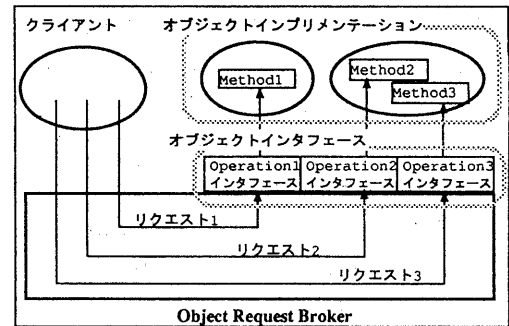 クライアント
オブジェクトインプリメンテーション
Method1
Method2
Method3
オブジェクトインタフェース
Operation1
インタフェース
Operation2
インタフェース
Operation3
インタフェース
リクエスト1
リクエスト2
リクエスト3
Object Request Broker